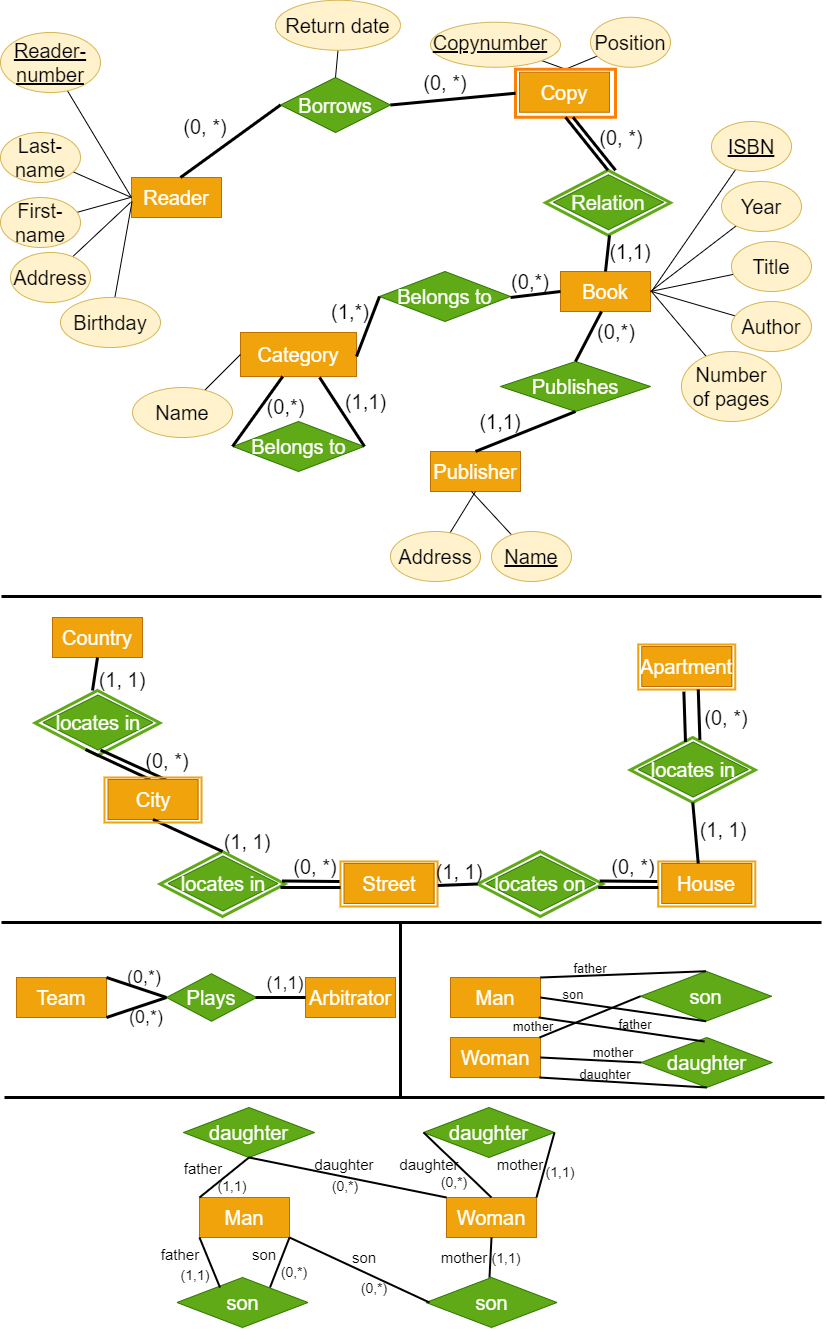 Return date
Copynumber
Position
Reader-
number
(0, *)
Borrows
Copy
(0, *)
(0, *)
Last-
name
ISBN
Reader
Relation
First-
name
Year
(1,1)
Address
Title
Belongs to
(0,*)
Book
Birthday
(1,*)
(0,*)
Author
Category
Number
of pages
Publishes
Name
(0,*)
(1,1)
(1,1)
Belongs to
Publisher
Address
Name
Country
Apartment
(1, 1)
(0, *)
locates in
(0, *)
locates in
City
(1, 1)
(1, 1)
(0, *)
(1, 1)
(0, *)
locates in
Street
locates on
House
(0,*)
Team
Plays
(1,1)
Arbitrator
(0,*)
father
Man
son
son
mother
father
Woman
mother
daughter
daughter
daughter
daughter
father
daughter
daughter
mother
(1,1)
(0,*)
(0,*)
(1,1)
Man
Woman
father
son
son
mother
(1,1)
(1,1)
(0,*)
(0,*)
son
son